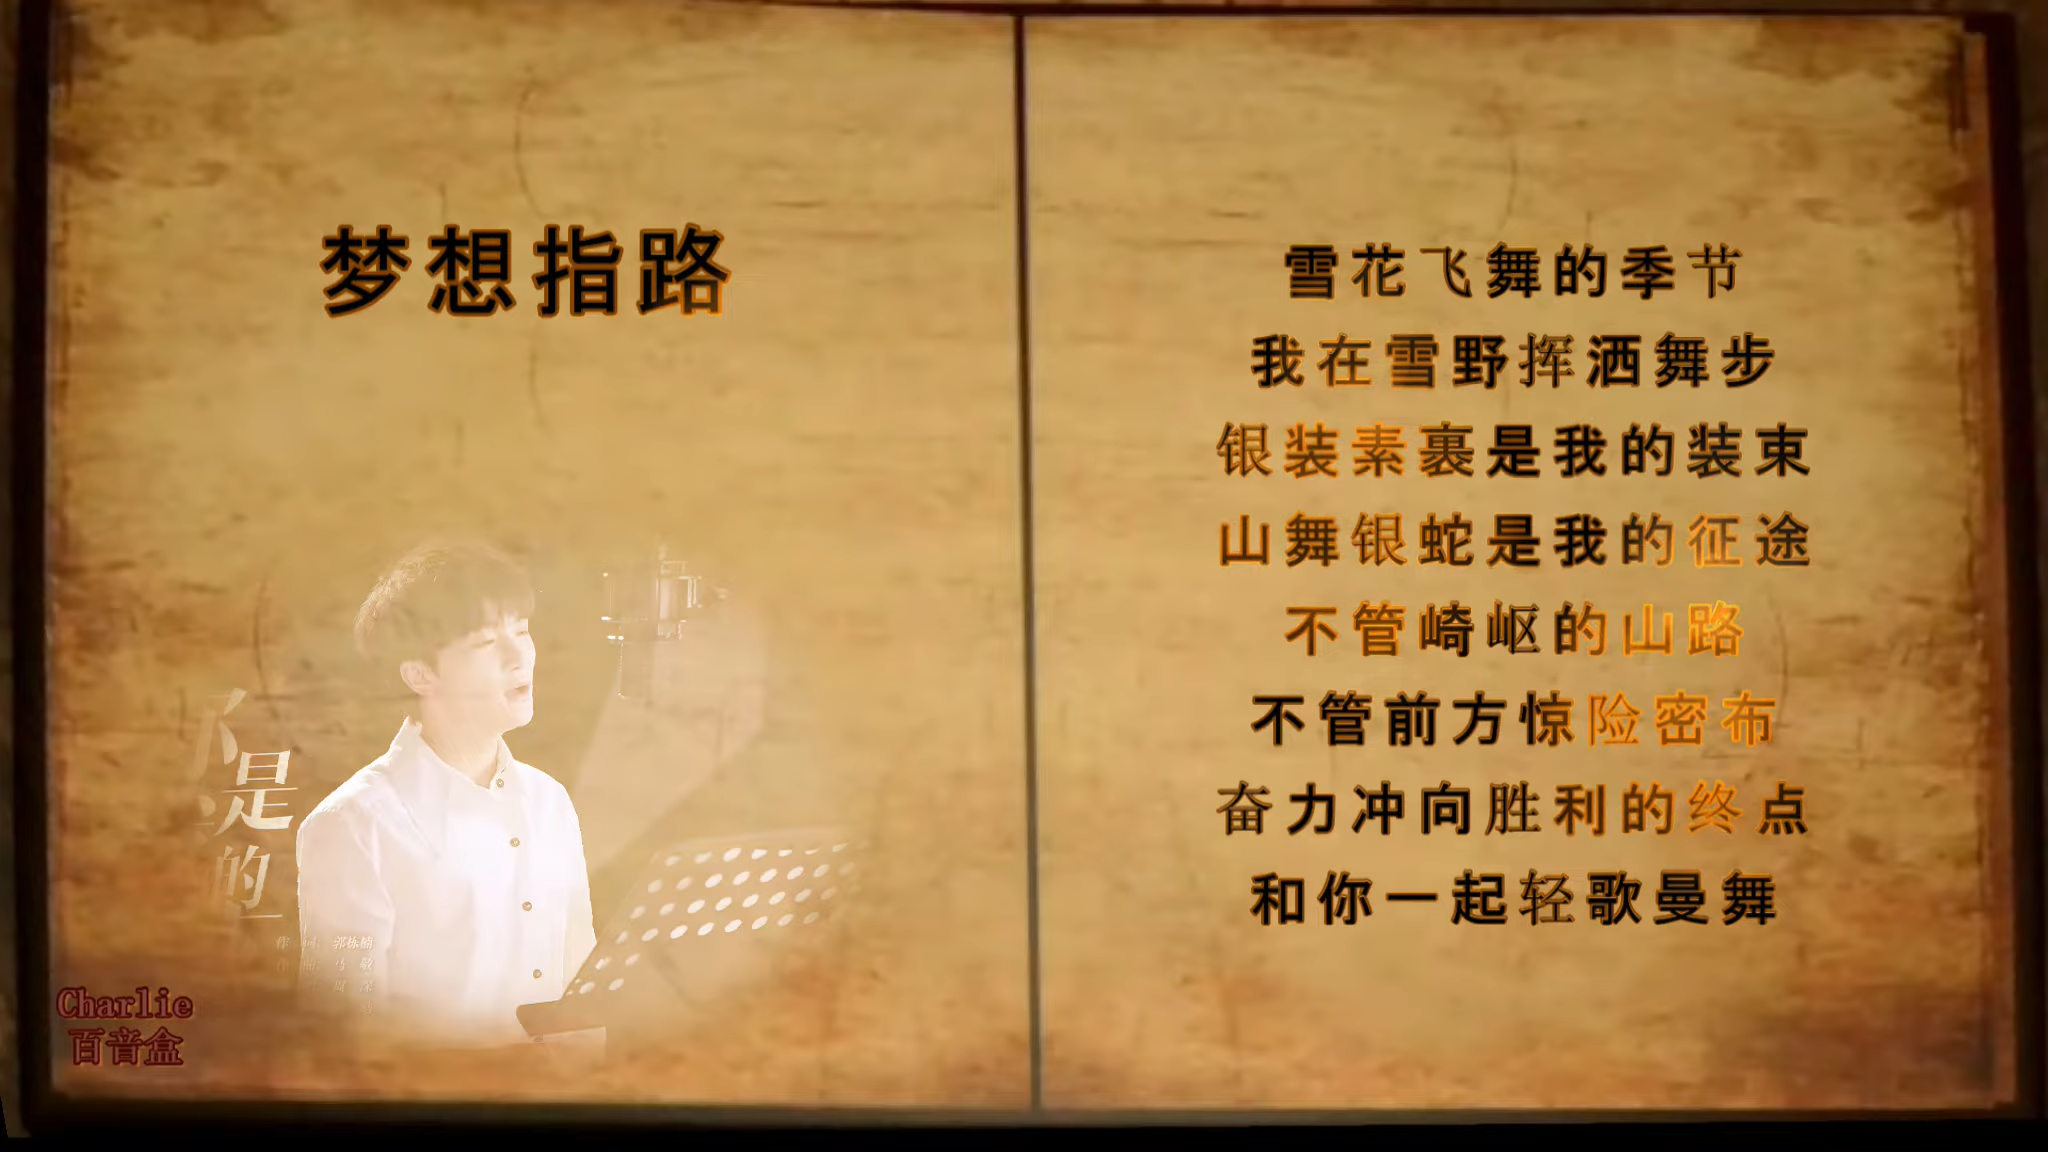 梦想指路
是
的
Charlie
百音盒
雪花飞舞的季节
我在雪野挥洒舞步
银装素裹是我的装束
山舞银蛇是我的征途
不管崎岖的山路
不管前方惊险密布
奋力冲向胜利的终点
和你一起轻歌曼舞